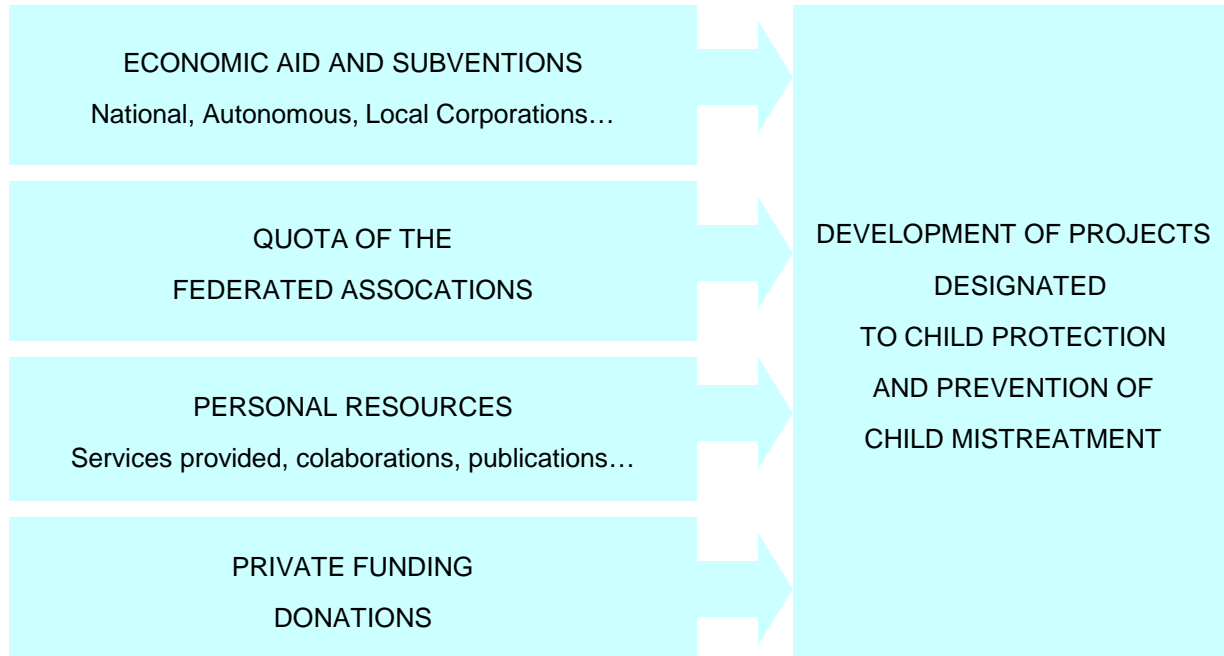 ECONOMIC AID AND SUBVENTIONS
National, Autonomous, Local Corporations…
QUOTA OF THE
FEDERATED ASSOCATIONS
PERSONAL RESOURCES
Services provided, colaborations, publications…
PRIVATE FUNDING
DONATIONS
DEVELOPMENT OF PROJECTS
DESIGNATED
TO CHILD PROTECTION
AND PREVENTION OF
CHILD MISTREATMENT